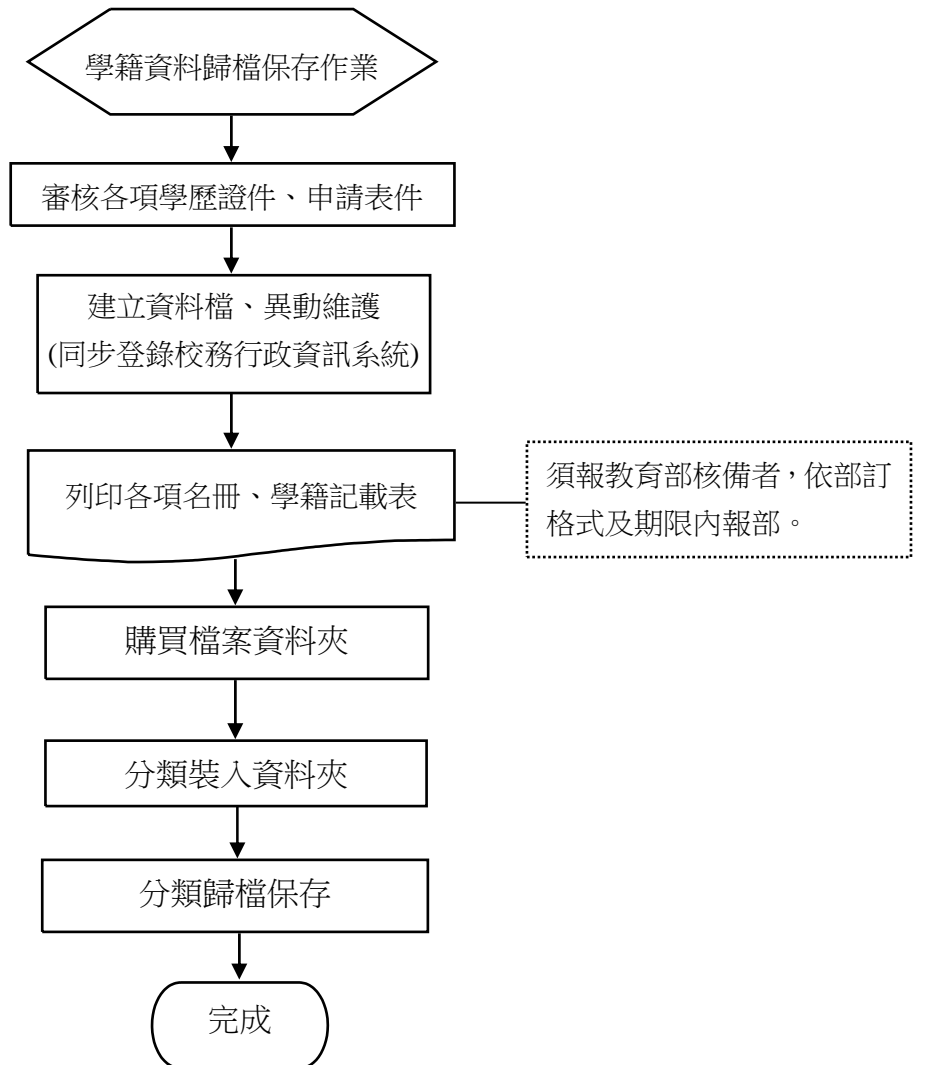 學籍資料歸檔保存作業
審核各項學歷證件、申請表件
建立資料檔、異動維護
(同步登錄校務行政資訊系統)
列印各項名冊、學籍記載表
須報教育部核備者，依部訂
格式及期限內報部。
購買檔案資料夾
分類裝入資料夾
分類歸檔保存
完成